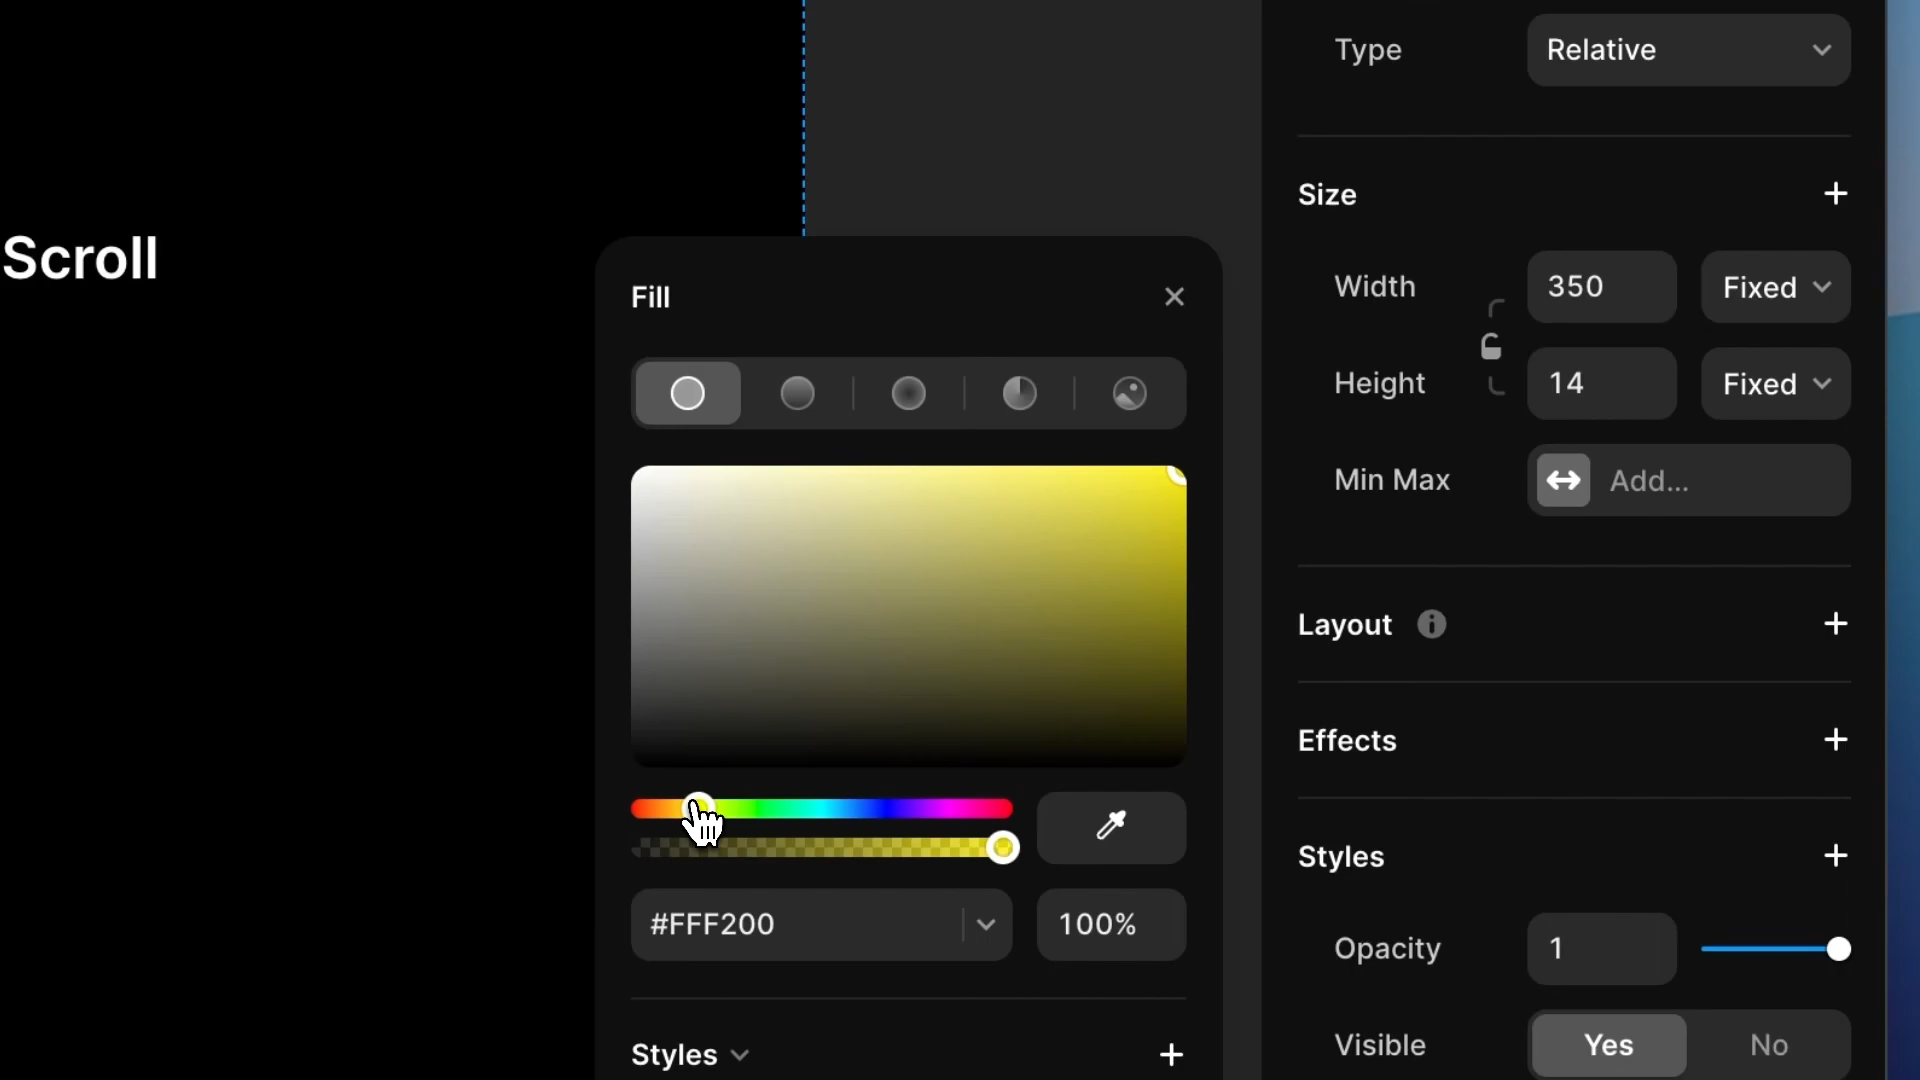 Type
Relative
Size
Scroll
Width
350
Fixed
Fill
Height
14
Fixed
Min Max
Add...
Layout
Effects
Styles
#FFF200
100%
Opacity
1
Styles
Visible
Yes
No